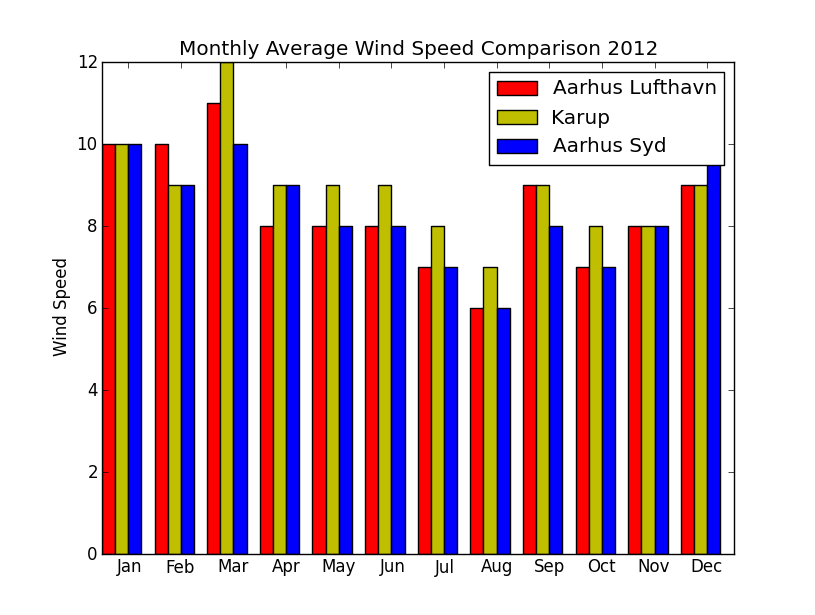 Monthly Average Wind Speed Comparison 2012
12
10
8
6
4
2
0
Wind Speed
Aarhus Lufthavn
Karup
Aarhus Syd
Jan Feb Mar Apr May Jun Jul Aug Sep Oct Nov Dec